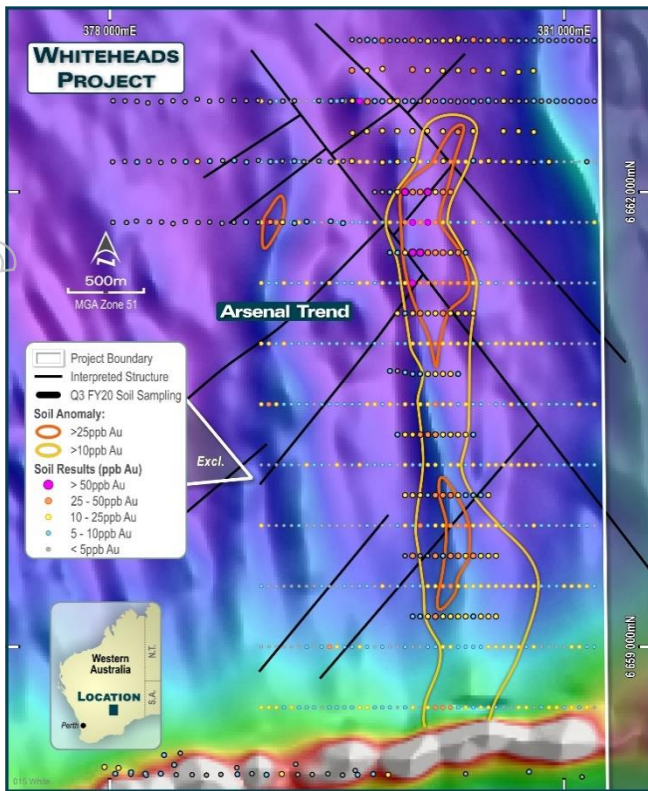 378 000mE
381 000mE
WHITEHEADS
PROJECT
6 662 000mN
500m
MGA Zone 51
Arsenal Trend
Project Boundary
Interpreted Structure
Q3 FY20 Soil Sampling
Soil Anomaly:
>25ppb Au
>10ppb Au
Soil Results (ppb Au)
> 50ppb Au
25 - 50ppb Au
10 - 25ppb Au
5 - 10ppb Au
< 5ppb Au
Excl.
Western
Australia
N.T.
S.A.
LOCATION
Perth
6 659 000mN
015 White